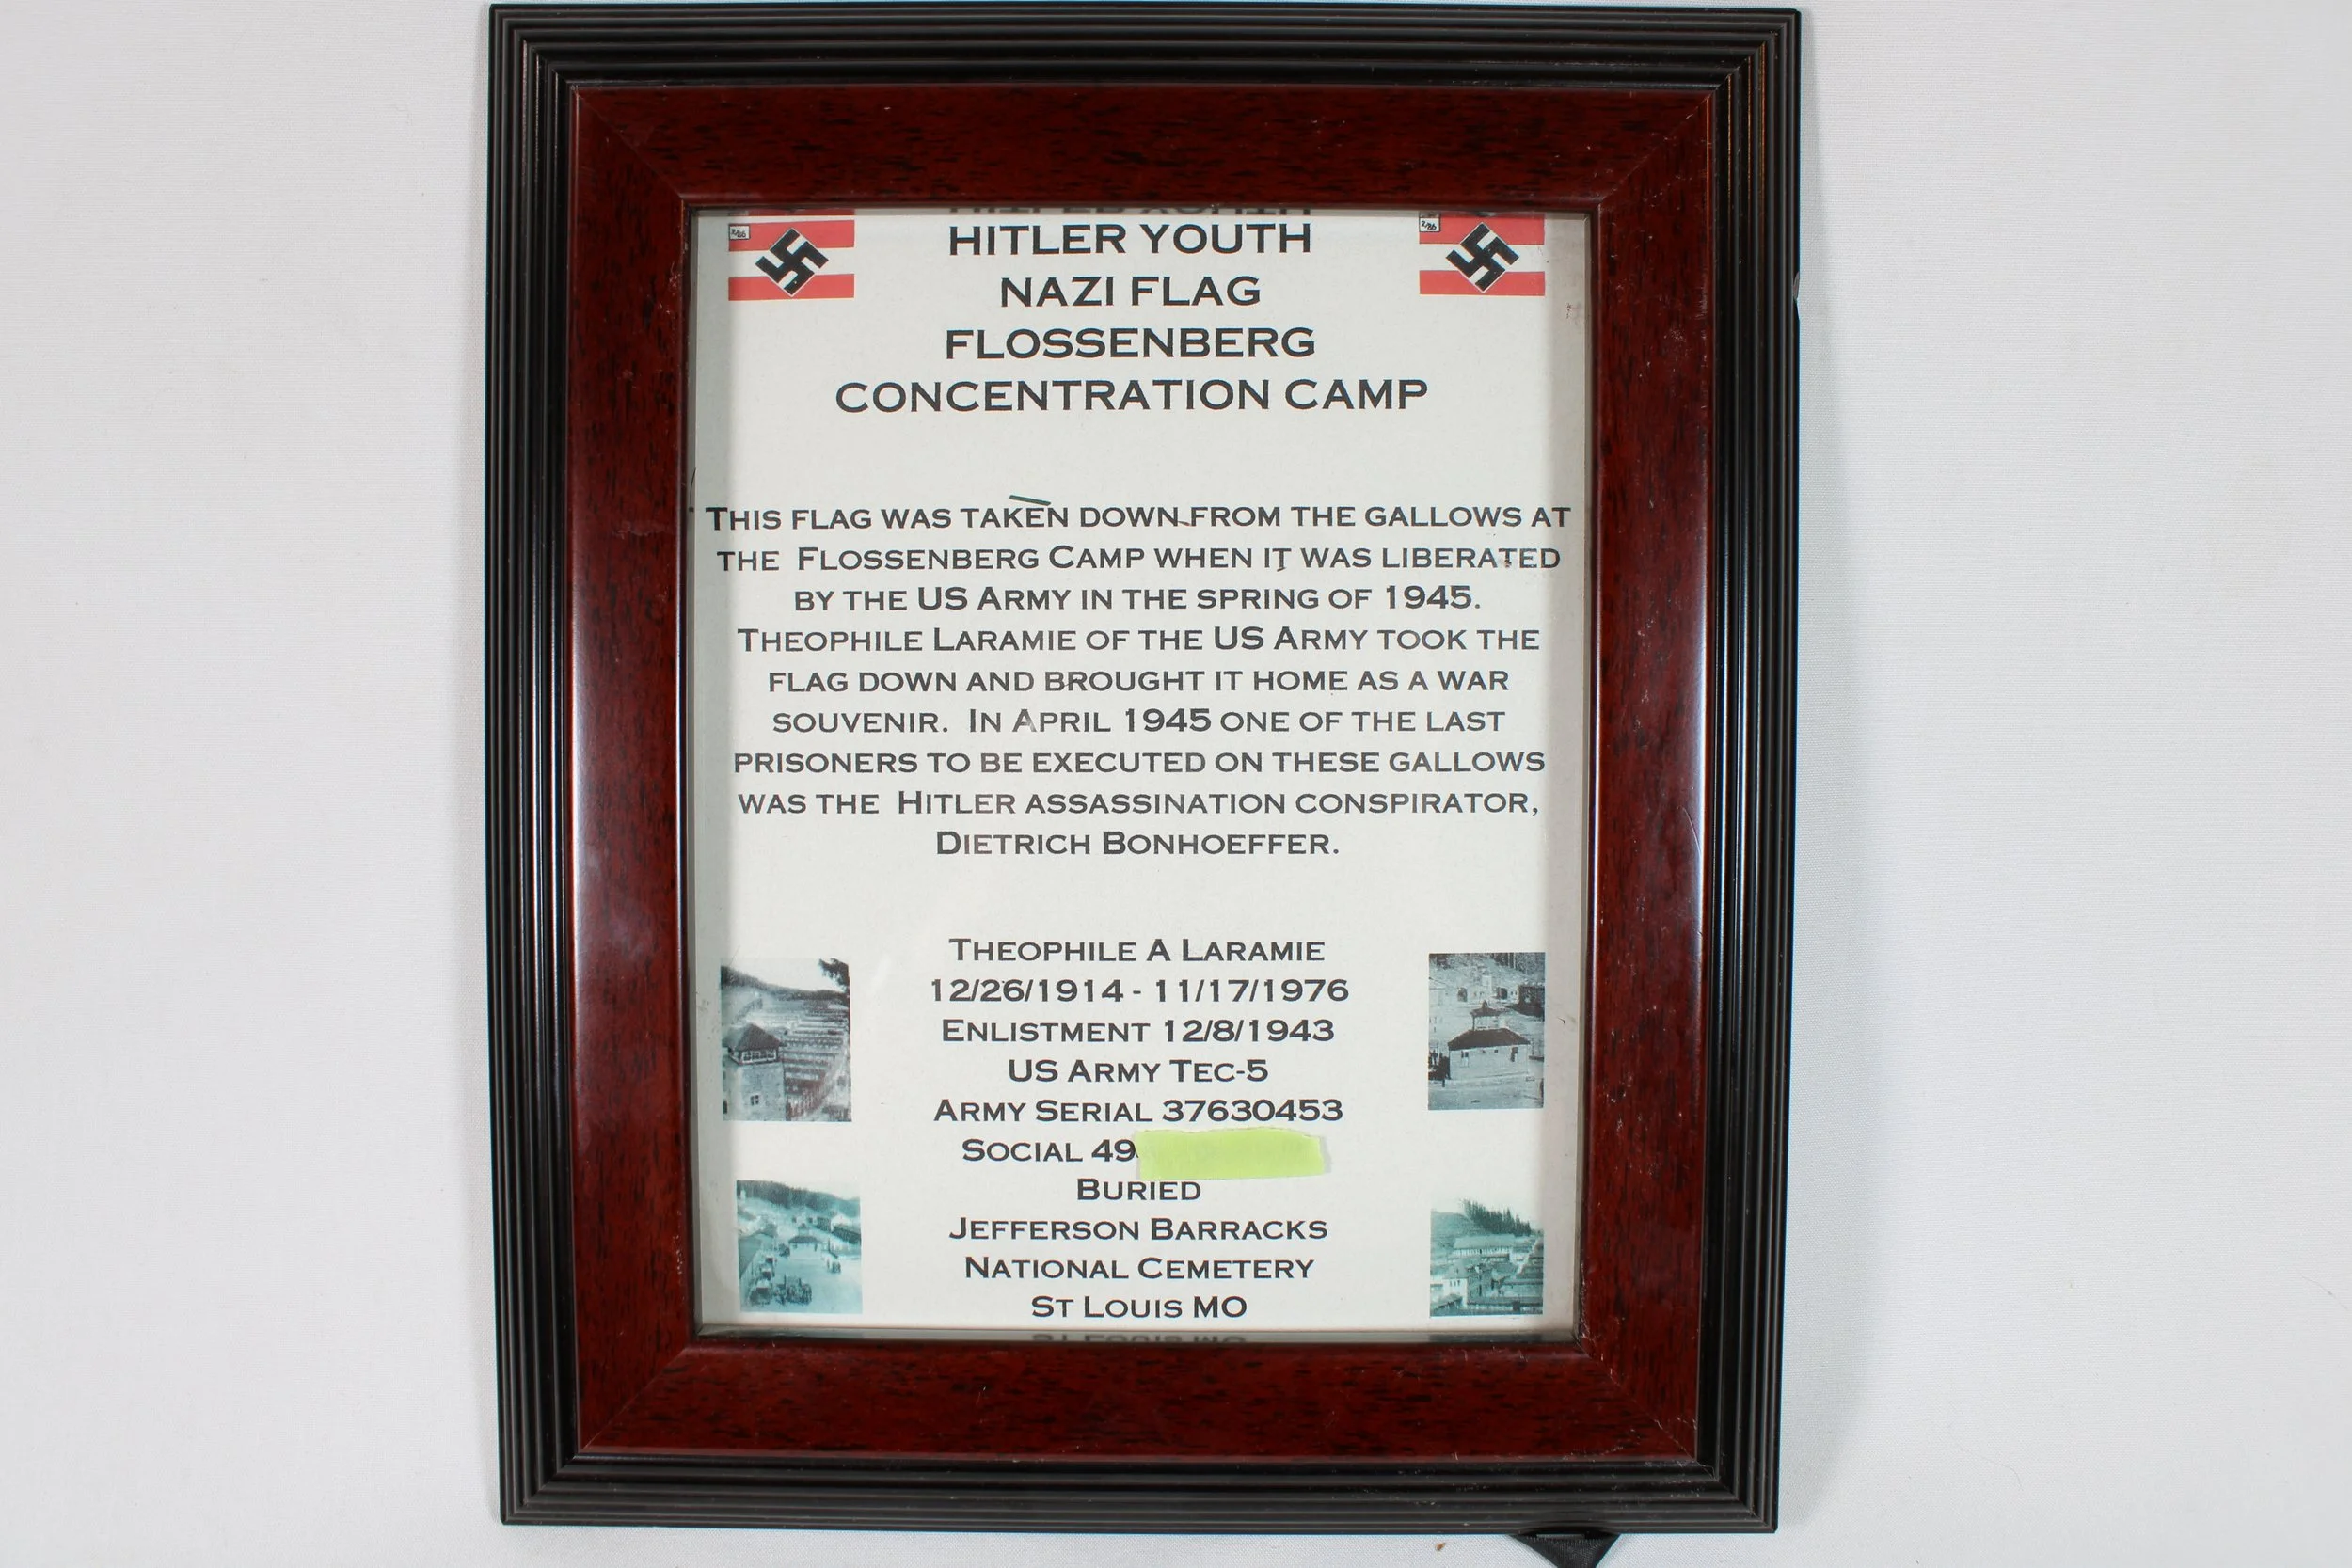 HITLER YOUTH
NAZI FLAG
FLOSSENBERG
CONCENTRATION CAMP
THIS FLAG WAS TAKEN DOWN FROM THE GALLOWS AT
THE FLOSSENBERG CAMP WHEN IT WAS LIBERATED
BY THE US ARMY IN THE SPRING OF 1945.
THEOPHILE LARAMIE OF THE US ARMY TOOK THE
FLAG DOWN AND BROUGHT IT HOME AS A WAR
SOUVENIR. IN APRIL 1945 ONE OF THE LAST
PRISONERS TO BE EXECUTED ON THESE GALLOWS
WAS THE HITLER ASSASSINATION CONSPIRATOR,
DIETRICH BONHOEFFER.
THEOPHILE A LARAMIE
12/26/1914 - 11/17/1976
ENLISTMENT 12/8/1943
US ARMY TEC-5
ARMY SERIAL 37630453
SOCIAL 49
BURIED
JEFFERSON BARRACKS
NATIONAL CEMETERY
ST LOUIS MO